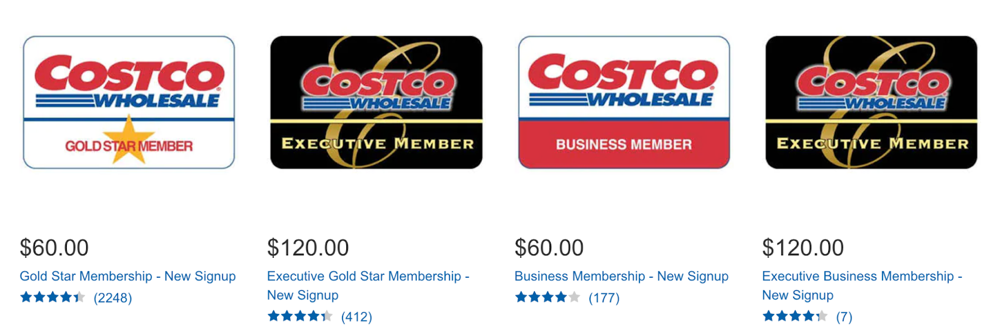 COSTCO
WHOLESALE
GOLD STAR MEMBER
$60.00
Gold Star Membership - New Signup
(2248)
COSTCO
WHOLESALE
EXECUTIVE MEMBER
$120.00
Executive Gold Star Membership -
New Signup
(412)
COSTCO
WHOLESALE
BUSINESS MEMBER
$60.00
Business Membership - New Signup
(177)
COSTCO
WHOLESALE
EXECUTIVE MEMBER
$120.00
Executive Business Membership -
New Signup
(7)